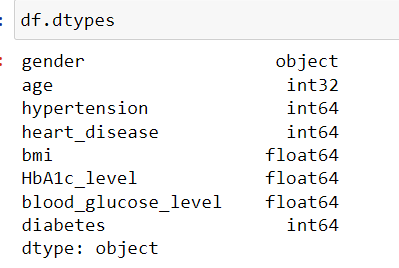 df.dtypes
gender object
age int32
hypertension int64
heart_disease int64
bmi float64
HbA1c_level float64
blood_glucose_level float64
diabetes int64
dtype: object